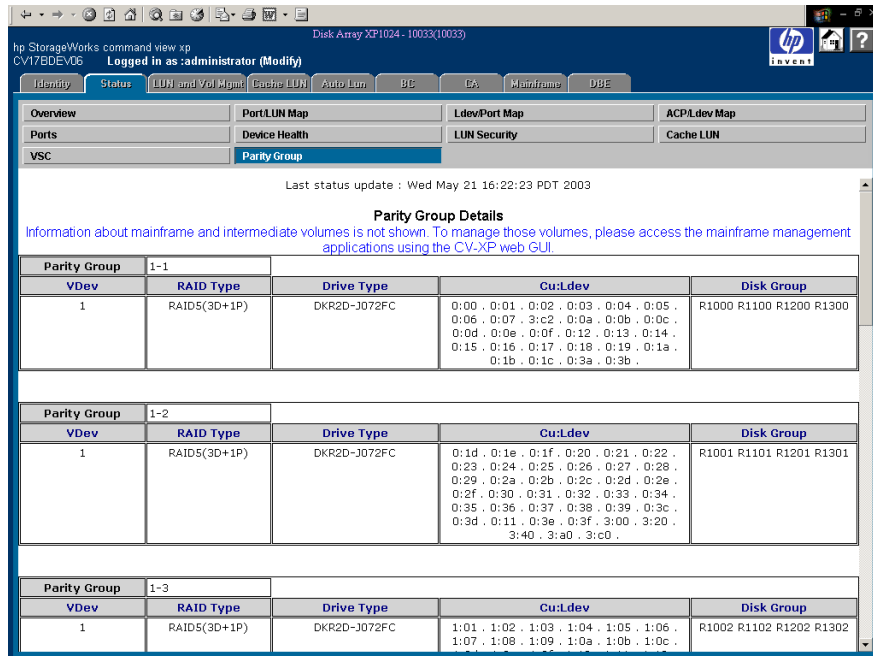 Disk Array XP1024 - 10033(10033)
hp StorageWorks command view xp
CV17BDEV06 Logged in as :administrator (Modify)
hp
invent
Identity Status LUN and Vol Mgmt Cache LUN Auto Lun BC CA Mainframe DBE
Overview Port/LUN Map Ldev/Port Map ACP/Ldev Map
Ports Device Health LUN Security Cache LUN
VSC Parity Group
Last status update : Wed May 21 16:22:23 PDT 2003
Parity Group Details
Information about mainframe and intermediate volumes is not shown. To manage those volumes, please access the mainframe management
applications using the CV-XP web GUI.
Parity Group 1-1
VDev RAID Type Drive Type Cu:Ldev Disk Group
1 RAID5(3D+1P) DKR2D-J072FC 0:00 . 0:01 . 0:02 . 0:03 . 0:04 . 0:05 . R1000 R1100 R1200 R1300
0:06 . 0:07 . 3:c2 . 0:0a . 0:0b . 0:0c .
0:0d . 0:0e . 0:0f . 0:12 . 0:13 . 0:14 .
0:15 . 0:16 . 0:17 . 0:18 . 0:19 . 0:1a .
0:1b . 0:1c . 0:3a . 0:3b .
Parity Group 1-2
VDev RAID Type Drive Type Cu:Ldev Disk Group
1 RAID5(3D+1P) DKR2D-J072FC 0:1d . 0:1e . 0:1f . 0:20 . 0:21 . 0:22 . R1001 R1101 R1201 R1301
0:23 . 0:24 . 0:25 . 0:26 . 0:27 . 0:28 .
0:29 . 0:2a . 0:2b . 0:2c . 0:2d . 0:2e .
0:2f . 0:30 . 0:31 . 0:32 . 0:33 . 0:34 .
0:35 . 0:36 . 0:37 . 0:38 . 0:39 . 0:3c .
0:3d . 0:11 . 0:3e . 0:3f . 3:00 . 3:20 .
3:40 . 3:a0 . 3:c0 .
Parity Group 1-3
VDev RAID Type Drive Type Cu:Ldev Disk Group
1 RAID5(3D+1P) DKR2D-J072FC 1:01 . 1:02 . 1:03 . 1:04 . 1:05 . 1:06 . R1002 R1102 R1202 R1302
1:07 . 1:08 . 1:09 . 1:0a . 1:0b . 1:0c .